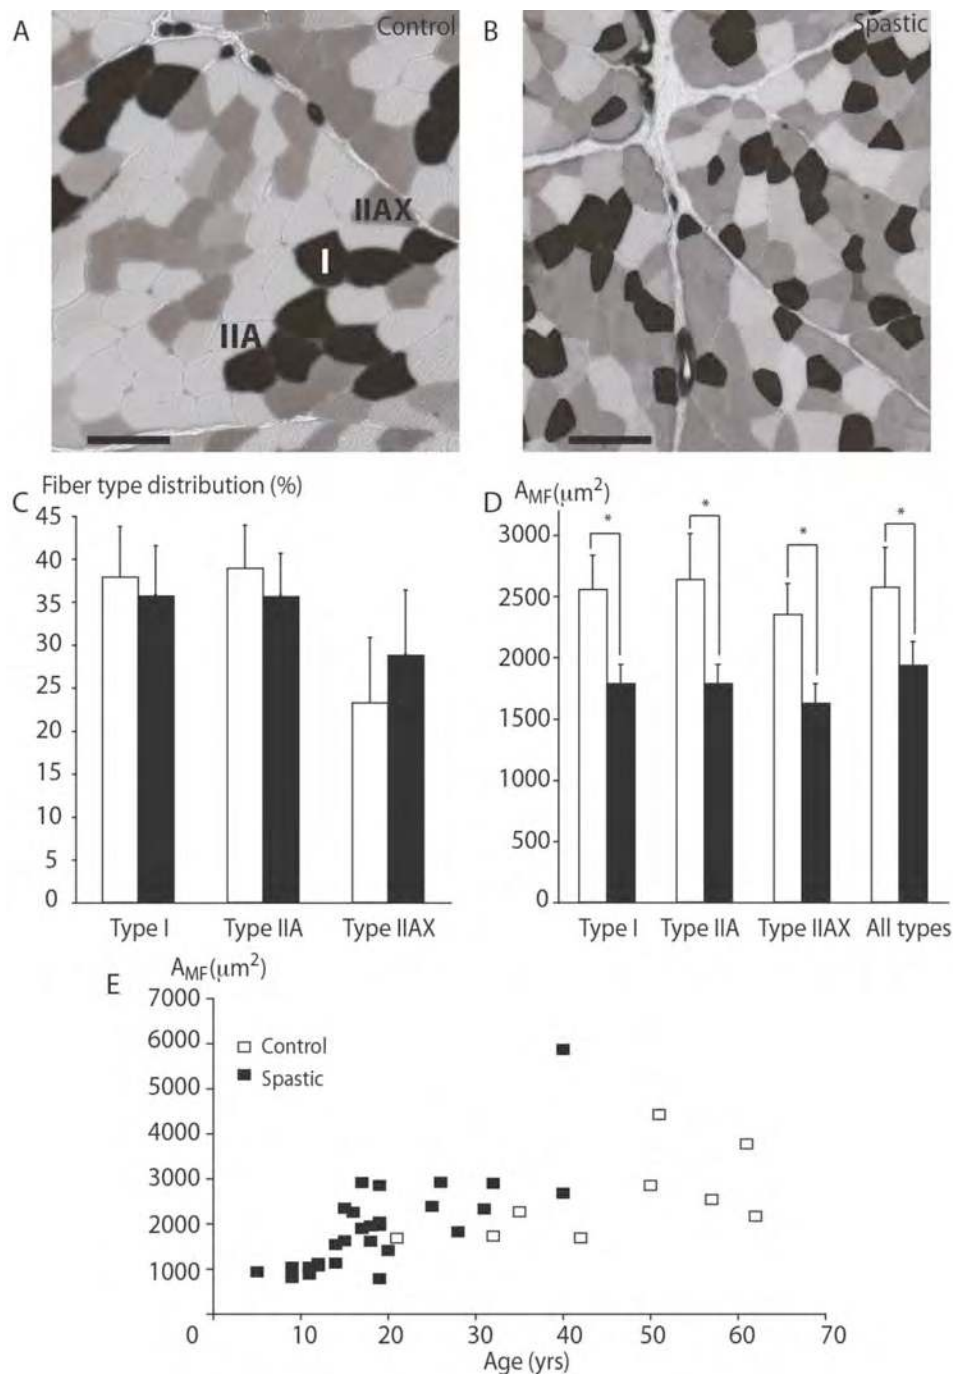 A
Control
B
Spastic
IIAX
I
IIA
C
Fiber type distribution (%)
45
40
35
30
25
20
15
10
5
0
Type I
Type IIA
Type IIAX
D
AMF(μm²)
3000
2500
2000
1500
1000
500
0
*
*
*
*
Type I
Type IIA
Type IIAX
All types
E
AMF(μm²)
7000
6000
5000
4000
3000
2000
1000
0
Control
Spastic
10 20 30 40 50 60 70
Age (yrs)